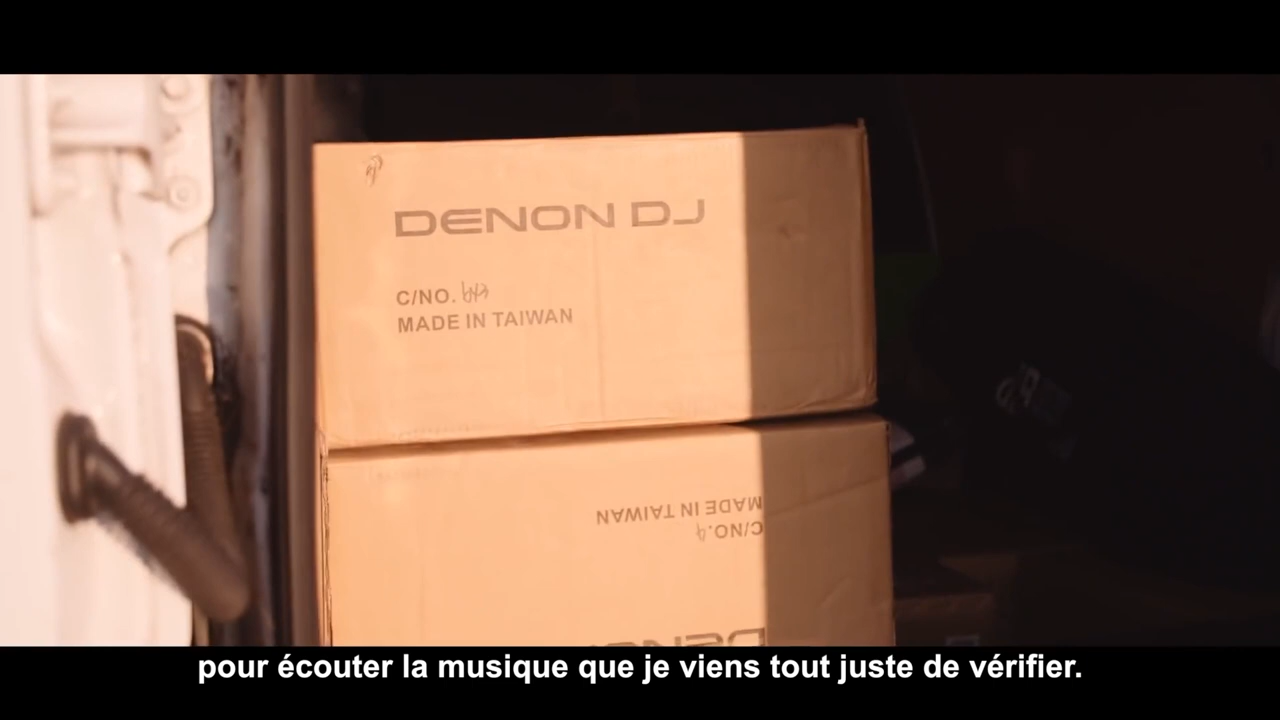 DENON DJ
C/NO.
MADE IN TAIWAN
MADE IN TAIWAN
C/NO. 4
pour écouter la musique que je viens tout juste de vérifier.